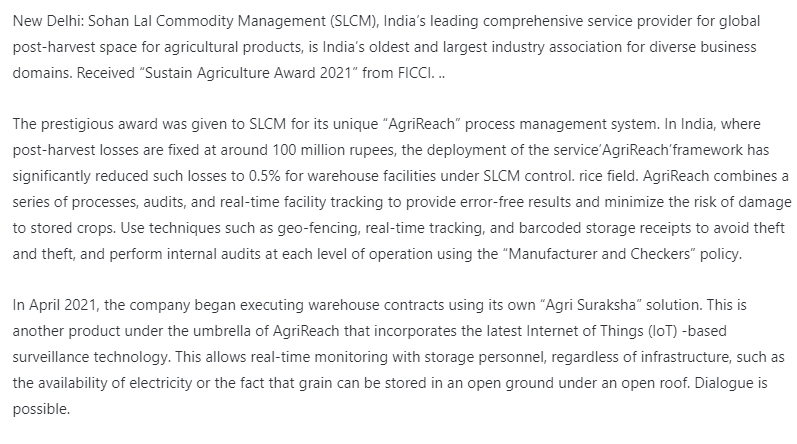 New Delhi: Sohan Lal Commodity Management (SLCM), India’s leading comprehensive service provider for global
post-harvest space for agricultural products, is India’s oldest and largest industry association for diverse business
domains. Received “Sustain Agriculture Award 2021” from FICCI. ..
The prestigious award was given to SLCM for its unique “AgriReach” process management system. In India, where
post-harvest losses are fixed at around 100 million rupees, the deployment of the service’AgriReach’framework has
significantly reduced such losses to 0.5% for warehouse facilities under SLCM control. rice field. AgriReach combines a
series of processes, audits, and real-time facility tracking to provide error-free results and minimize the risk of damage
to stored crops. Use techniques such as geo-fencing, real-time tracking, and barcoded storage receipts to avoid theft
and theft, and perform internal audits at each level of operation using the “Manufacturer and Checkers” policy.
In April 2021, the company began executing warehouse contracts using its own “Agri Suraksha” solution. This is
another product under the umbrella of AgriReach that incorporates the latest Internet of Things (IoT) -based
surveillance technology. This allows real-time monitoring with storage personnel, regardless of infrastructure, such as
the availability of electricity or the fact that grain can be stored in an open ground under an open roof. Dialogue is
possible.